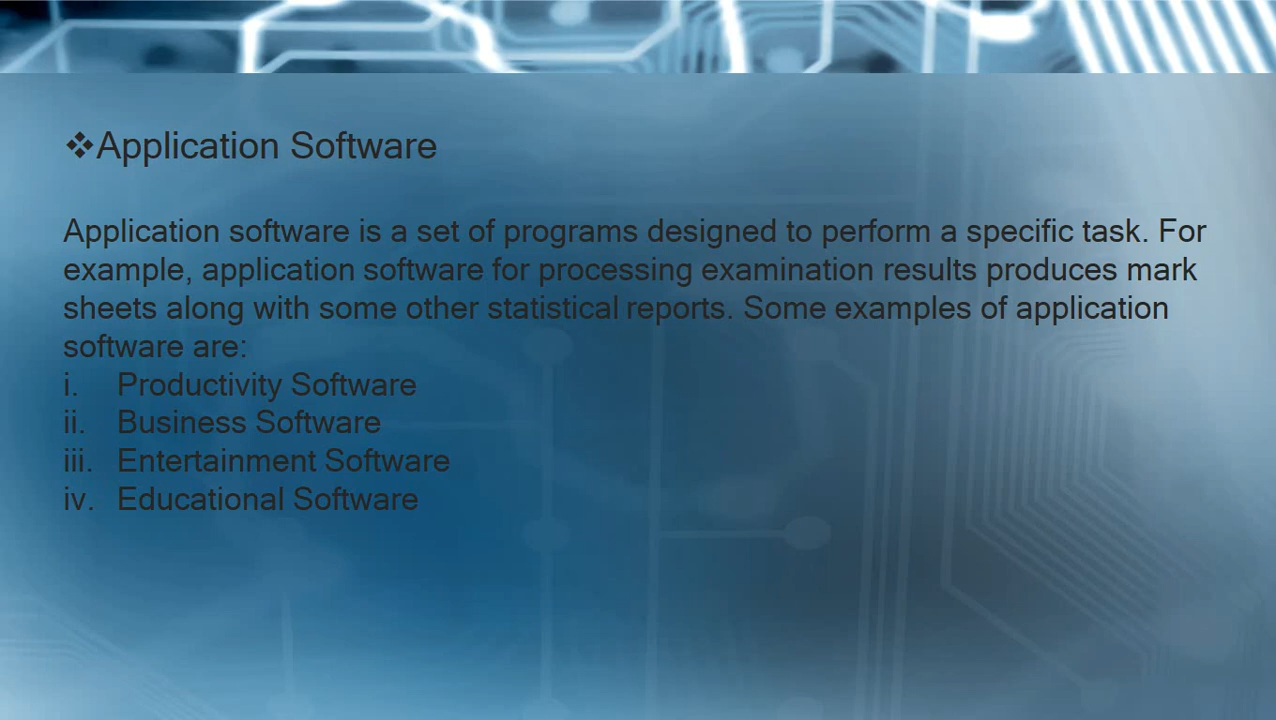 ❖Application Software
Application software is a set of programs designed to perform a specific task. For
example, application software for processing examination results produces mark
sheets along with some other statistical reports. Some examples of application
software are:
i. Productivity Software
ii. Business Software
iii. Entertainment Software
iv. Educational Software